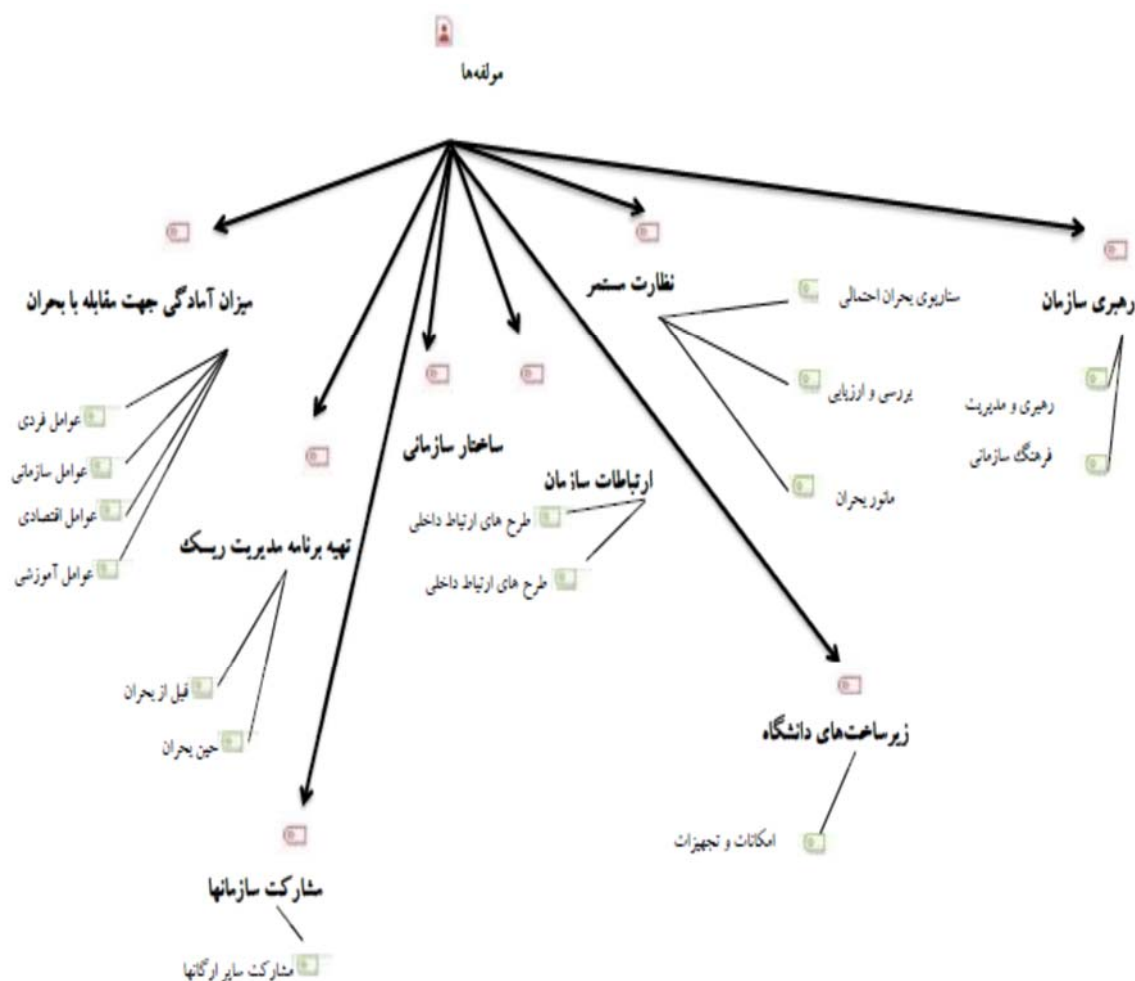 مولفه‌ها
رهبری سازمان
رهبری و مدیریت
فرهنگ سازمانی
نظارت مستمر
سناریوی بحران احتمالی
بررسی و ارزیابی
مانور بحران
میزان آمادگی جهت مقابله با بحران
عوامل فردی
عوامل سازمانی
عوامل اقتصادی
عوامل آموزشی
ساختار سازمانی
ارتباطات سازمان
طرح های ارتباط داخلی
طرح های ارتباط داخلی
تهیه برنامه مدیریت ریسک
قبل از بحران
حین بحران
زیرساخت‌های دانشگاه
امکانات و تجهیزات
مشارکت سازمانها
مشارکت سایر ارگانها